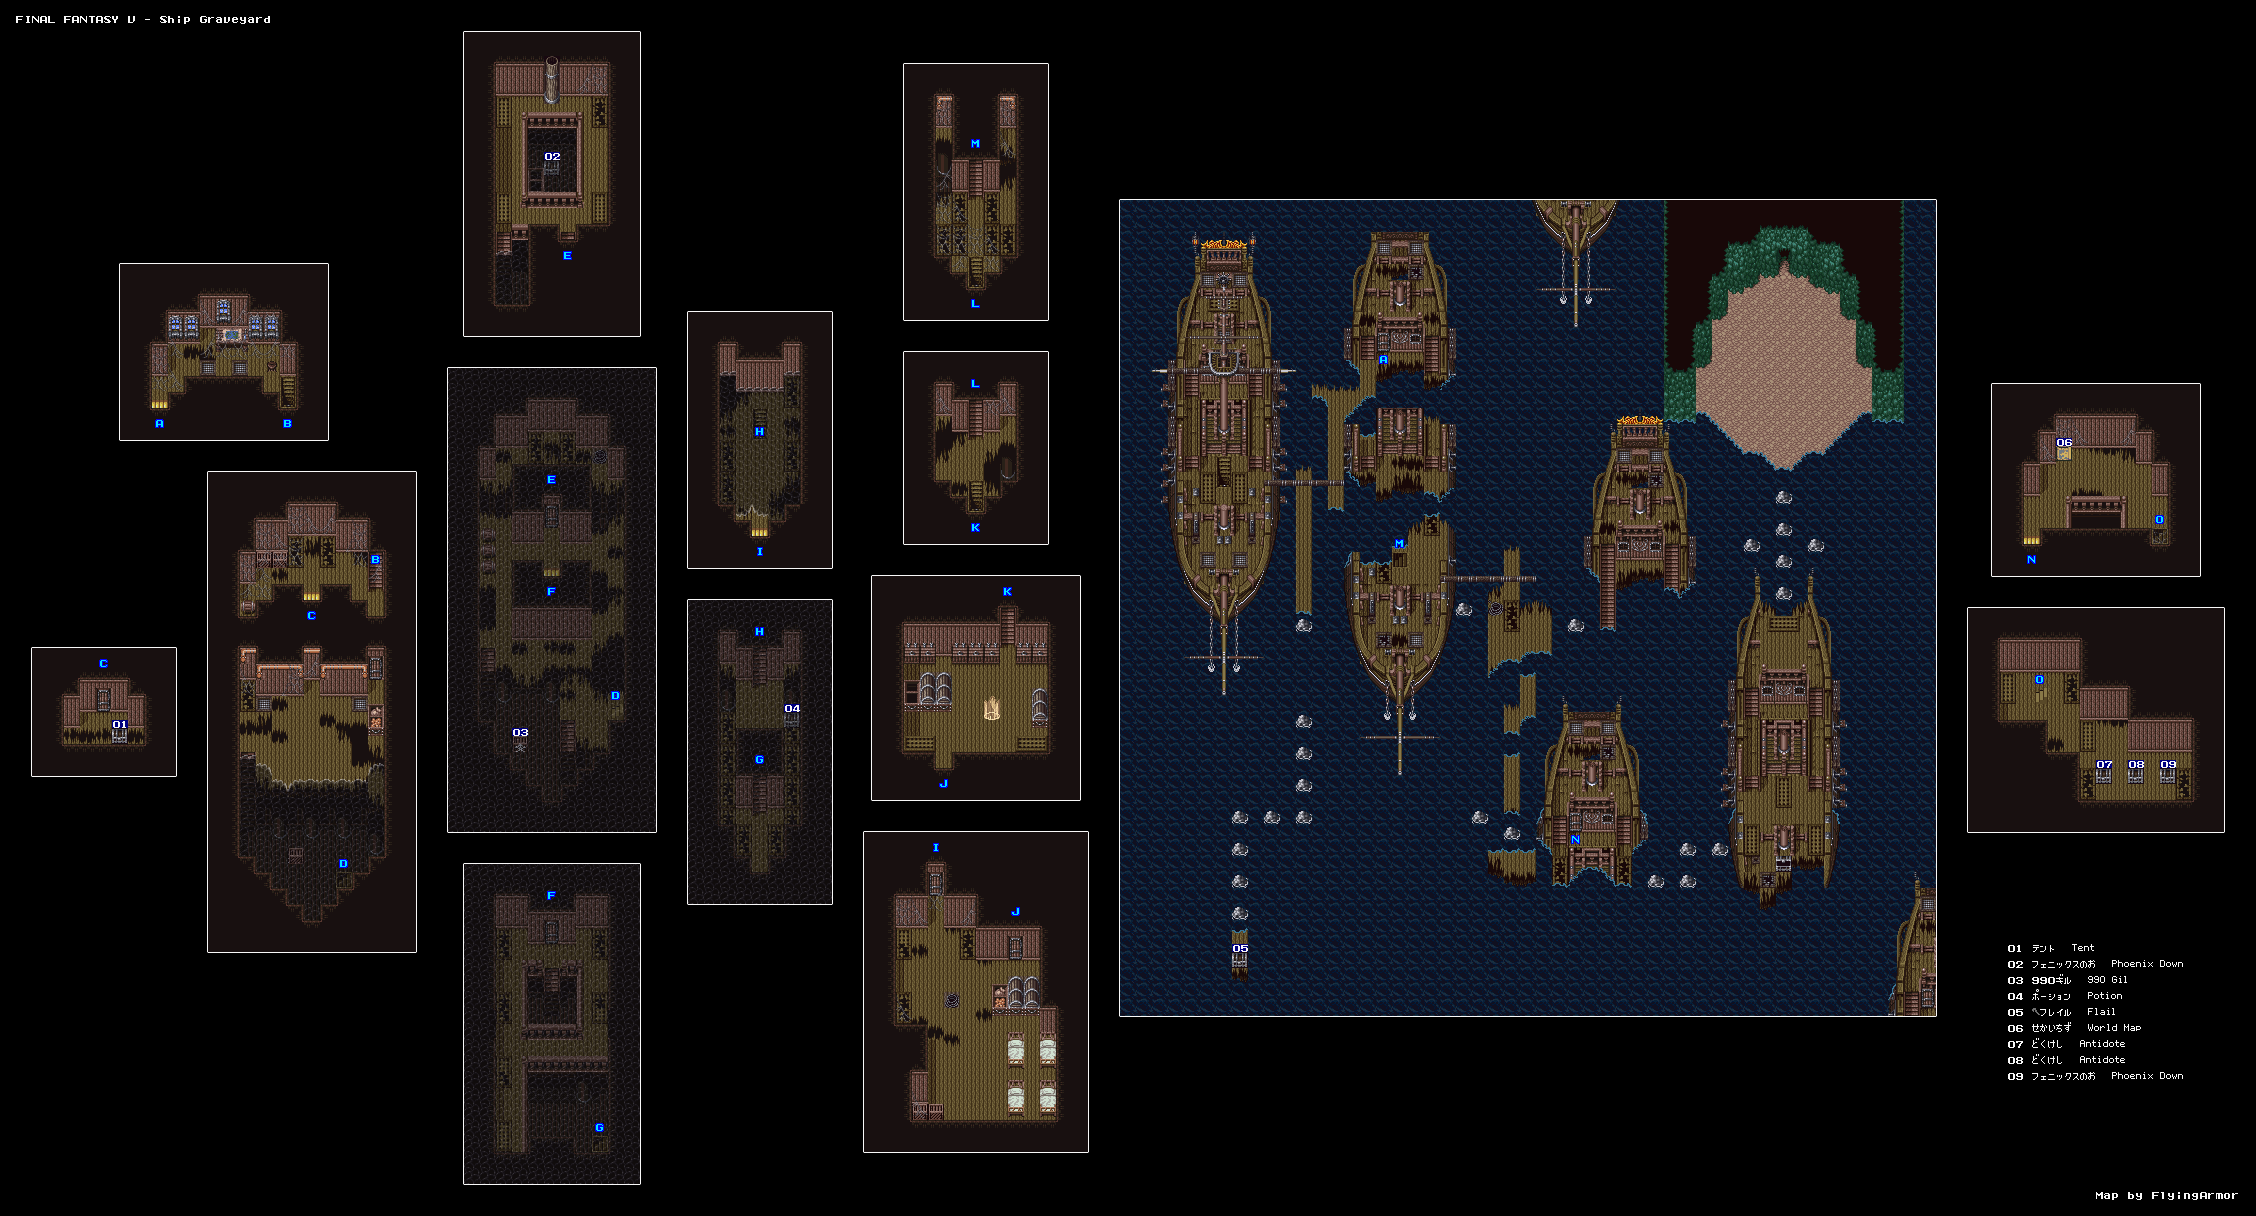 FINAL FANTASY V - Ship Graveyard
02
E
A
B
C
01
B
C
D
E
F
D
03
F
G
H
I
H
04
G
M
L
L
K
K
J
I
J
A
M
N
05
06
O
N
O
07 08 09
01 テント Tent
02 フェニックスのお Phoenix Down
03 990ギル 990 Gil
04 ポーション Potion
05 フレイル Flail
06 せかいちず World Map
07 どくけし Antidote
08 どくけし Antidote
09 フェニックスのお Phoenix Down
Map by FlyingArmor